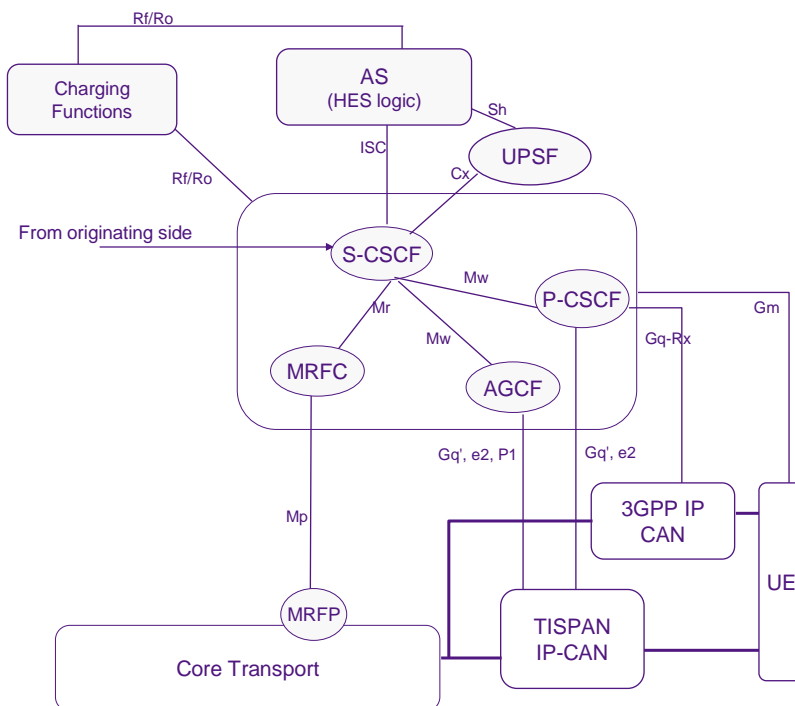 Rf/Ro
Charging
Functions
AS
(HES logic)
Sh
ISC
UPSF
Rf/Ro
Cx
From originating side
S-CSCF
Mw
P-CSCF
Gm
Mr
Mw
Gq-Rx
MRFC
AGCF
Gq', e2, P1
Gq', e2
3GPP IP
CAN
Mp
UE
MRFP
TISPAN
IP-CAN
Core Transport